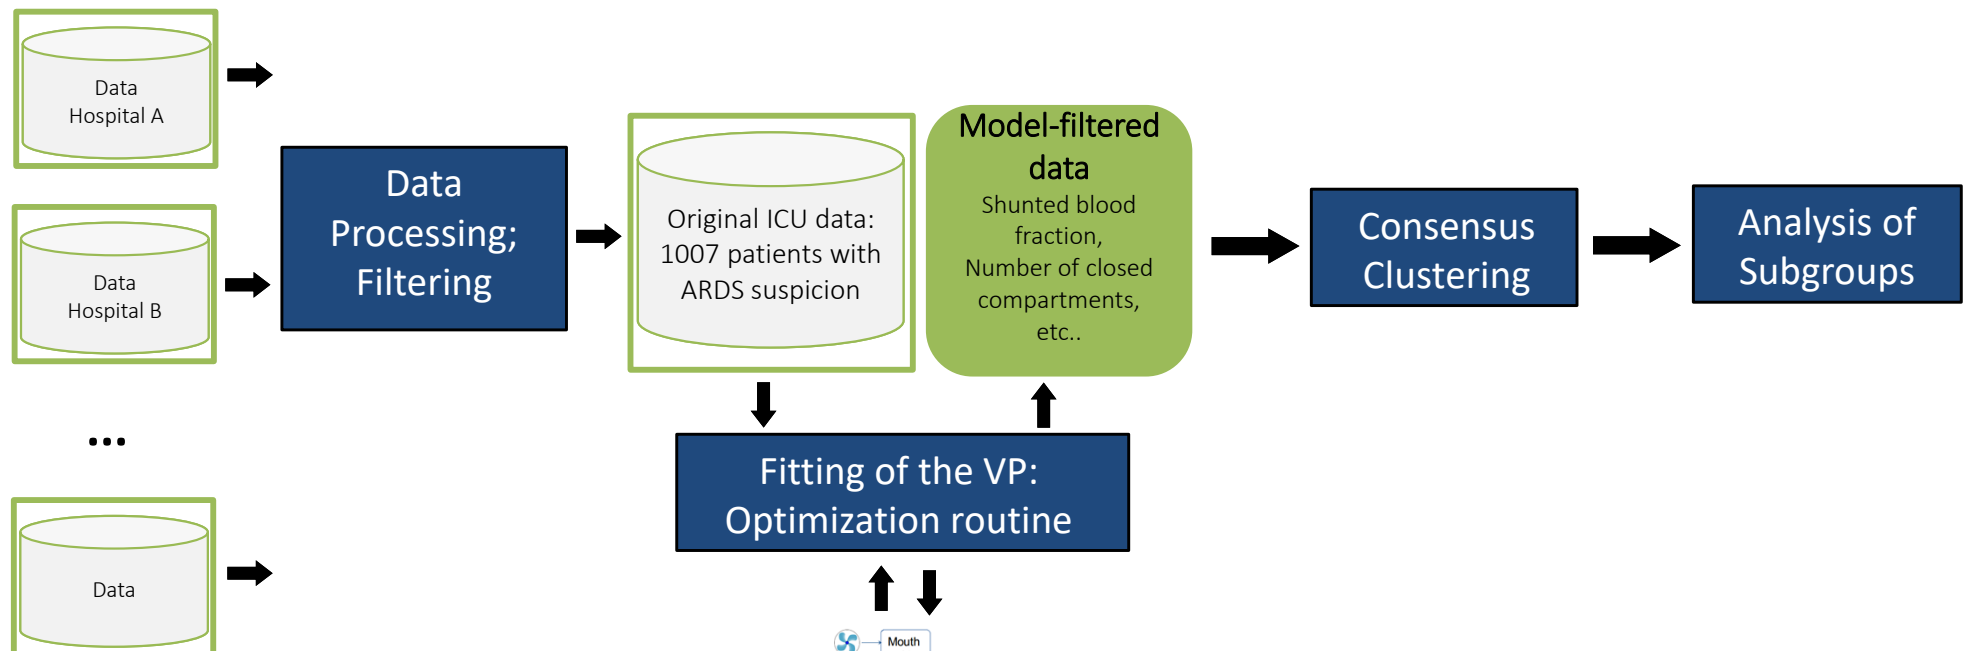 Data
Hospital A
Data
Hospital B
...
Data
Data
Processing;
Filtering
Original ICU data:
1007 patients with
ARDS suspicion
Model-filtered
data
Shunted blood
fraction,
Number of closed
compartments,
etc..
Fitting of the VP:
Optimization routine
Mouth
Consensus
Clustering
Analysis of
Subgroups